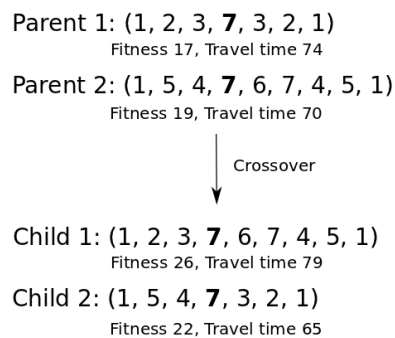 Parent 1: (1, 2, 3, 7, 3, 2, 1)
Fitness 17, Travel time 74
Parent 2: (1, 5, 4, 7, 6, 7, 4, 5, 1)
Fitness 19, Travel time 70
Crossover
Child 1: (1, 2, 3, 7, 6, 7, 4, 5, 1)
Fitness 26, Travel time 79
Child 2: (1, 5, 4, 7, 3, 2, 1)
Fitness 22, Travel time 65